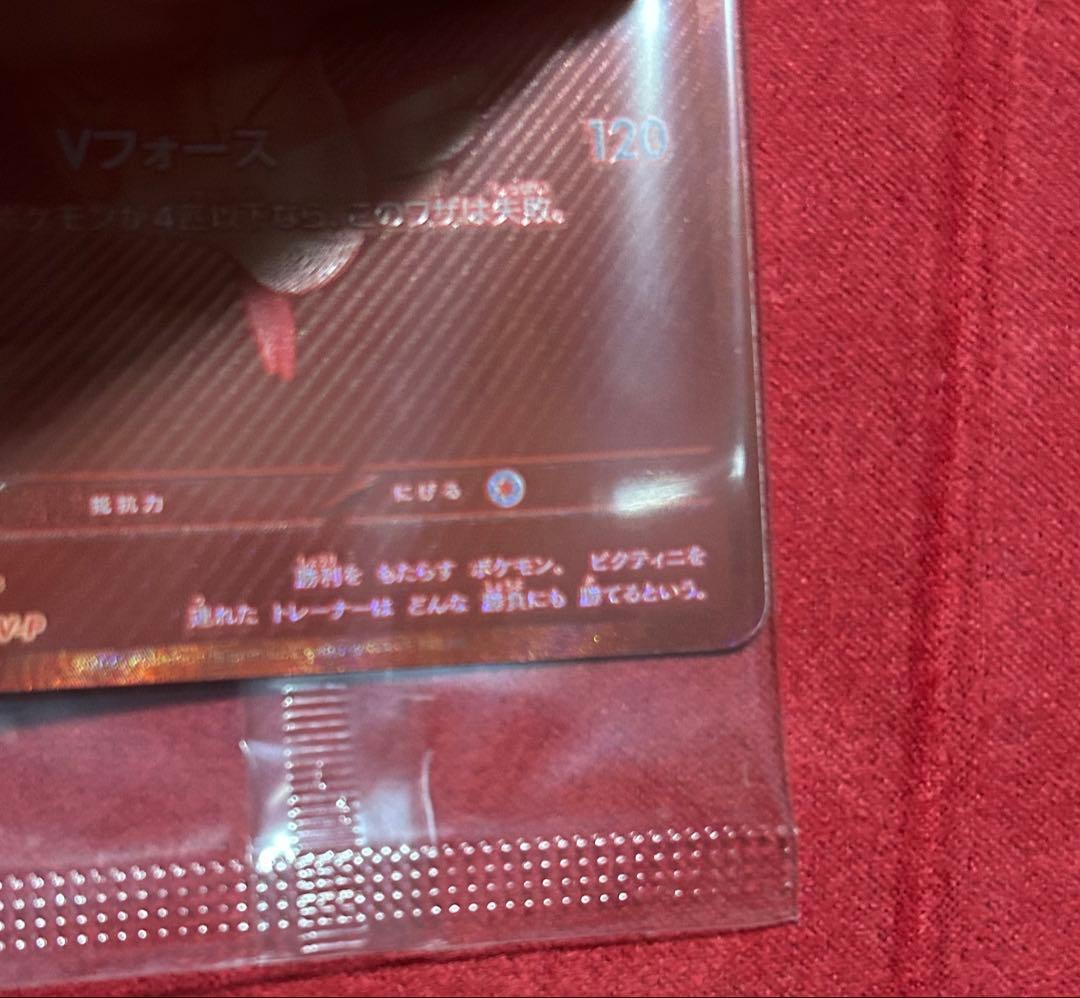 Vフォース 120
ポケモンが4匹以下なら、このワザは失敗。
抵抗力 にげる
勝利を もたらす ポケモン。 ビクティニを
連れた トレーナーは どんな 勝負にも 勝てるという。
V-P